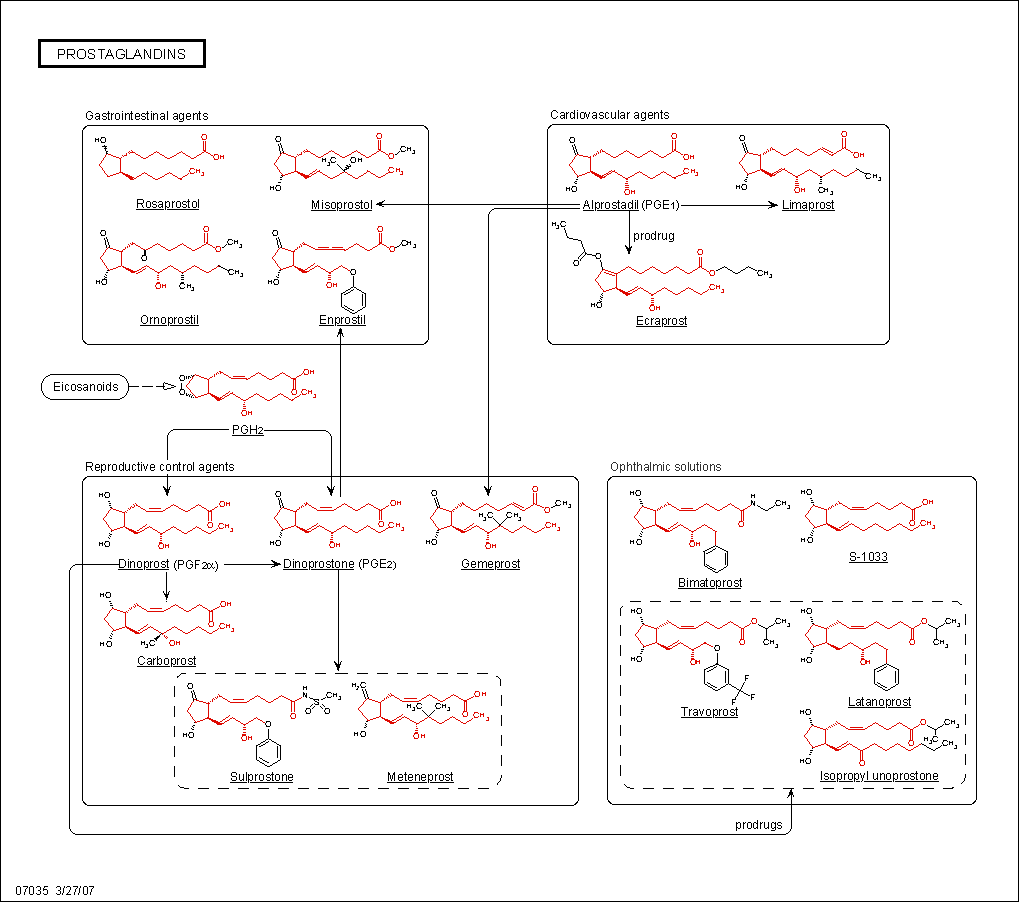 PROSTAGLANDINS
Gastrointestinal agents
Cardiovascular agents
Rosaprostol
Misoprostol
Alprostadil (PGE1)
Limaprost
prodrug
Ornoprostil
Enprostil
Ecraprost
Eicosanoids
PGH2
Reproductive control agents
Ophthalmic solutions
Dinoprost (PGF2α)
Dinoprostone (PGE2)
Gemeprost
Bimatoprost
S-1033
Carboprost
Travoprost
Latanoprost
Sulprostone
Meteneprost
Isopropyl unoprostone
prodrugs
07035 3/27/07